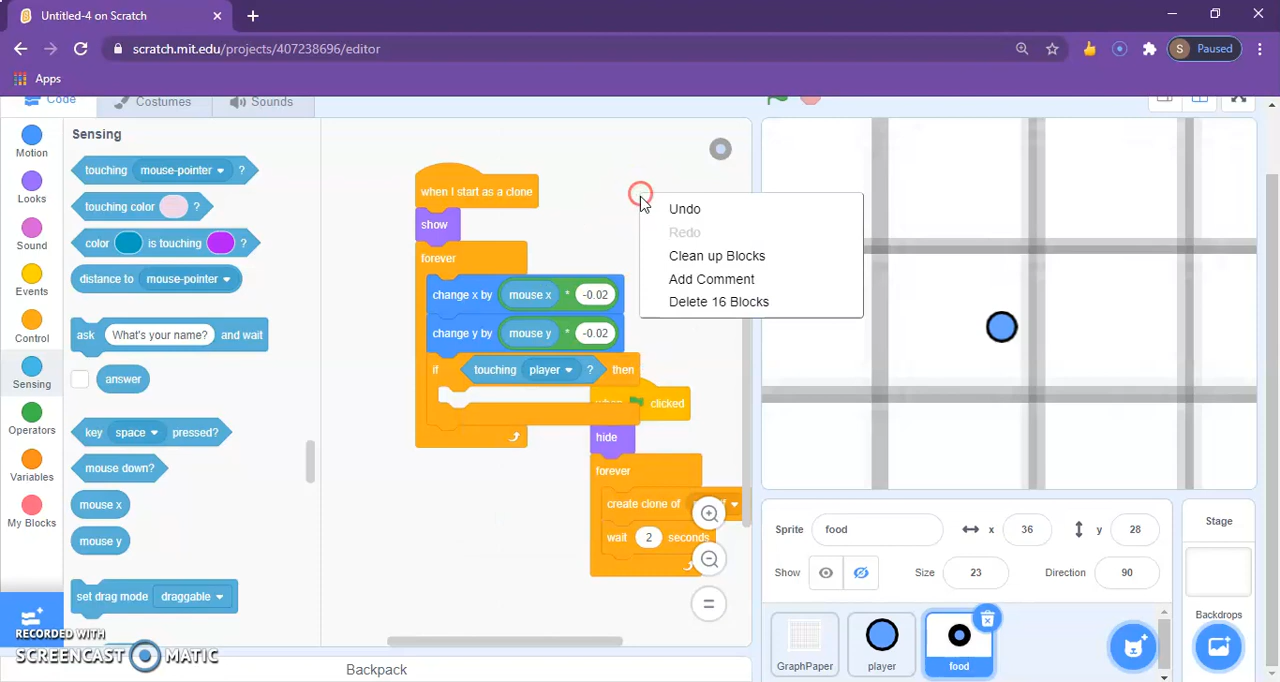 Untitled-4 on Scratch
scratch.mit.edu/projects/407238696/editor
S Paused
Apps
Code Costumes Sounds
Motion
Looks
Sound
Events
Control
Sensing
Operators
Variables
My Blocks
Sensing
touching mouse-pointer ?
touching color ?
color is touching ?
distance to mouse-pointer
ask What's your name? and wait
answer
key space pressed?
mouse down?
mouse x
mouse y
set drag mode draggable
when I start as a clone
show
forever
change x by mouse x * -0.02
change y by mouse y * -0.02
if touching player ? then
clicked
hide
forever
create clone of
wait 2 seconds
Undo
Redo
Clean up Blocks
Add Comment
Delete 16 Blocks
Sprite food x 36 y 28
Show Size 23 Direction 90
GraphPaper
player
food
Stage
Backdrops
Backpack
RECORDED WITH
SCREENCAST MATIC